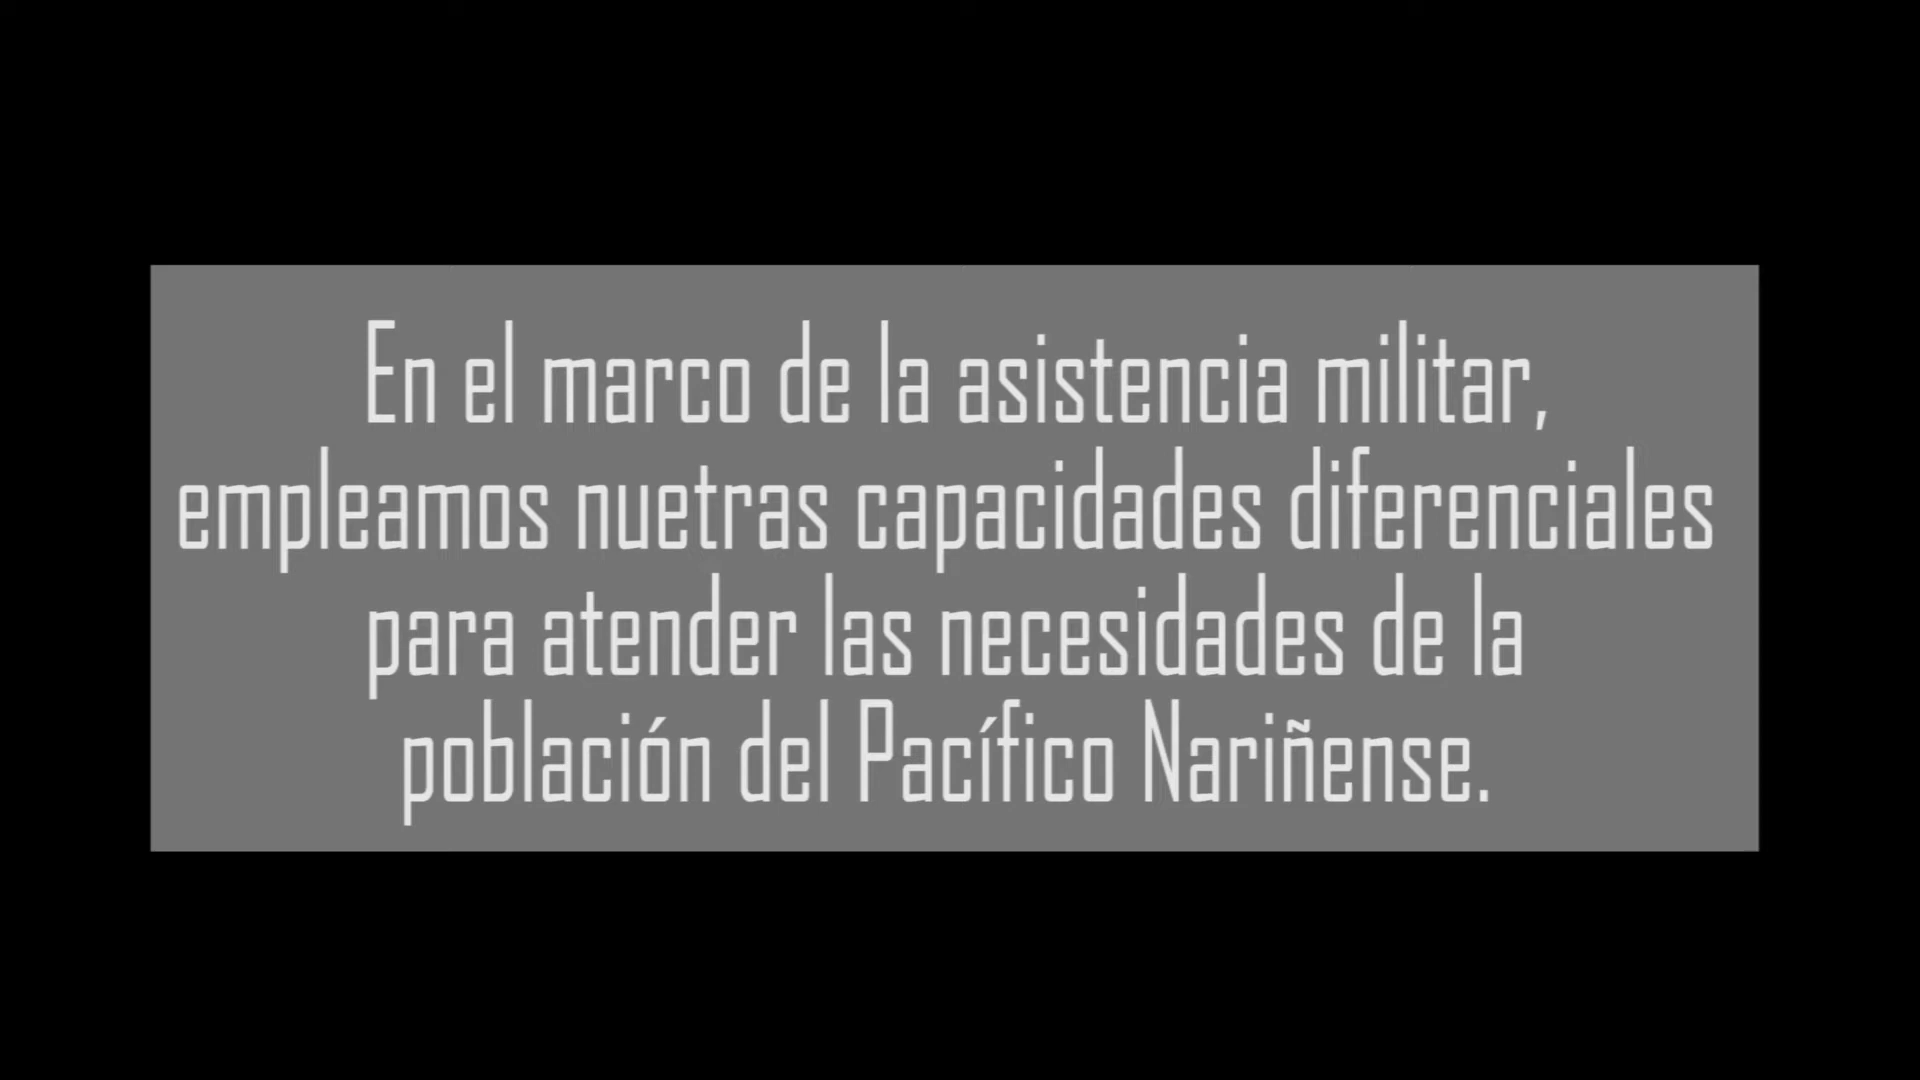 En el marco de la asistencia militar,
empleamos nuetras capacidades diferenciales
para atender las necesidades de la
población del Pacífico Nariñense.